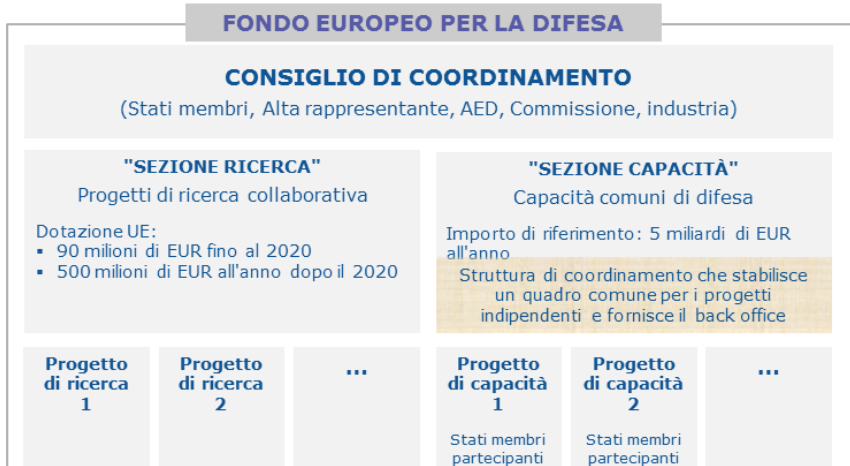 FONDO EUROPEO PER LA DIFESA
CONSIGLIO DI COORDINAMENTO
(Stati membri, Alta rappresentante, AED, Commissione, industria)
"SEZIONE RICERCA"
Progetti di ricerca collaborativa
Dotazione UE:
▪ 90 milioni di EUR fino al 2020
▪ 500 milioni di EUR all'anno dopo il 2020
"SEZIONE CAPACITÀ"
Capacità comuni di difesa
Importo di riferimento: 5 miliardi di EUR
all'anno
Struttura di coordinamento che stabilisce
un quadro comune per i progetti
indipendenti e fornisce il back office
Progetto
di ricerca
1
Progetto
di ricerca
2
...
Progetto
di capacità
1
Stati membri
partecipanti
Progetto
di capacità
2
Stati membri
partecipanti
...